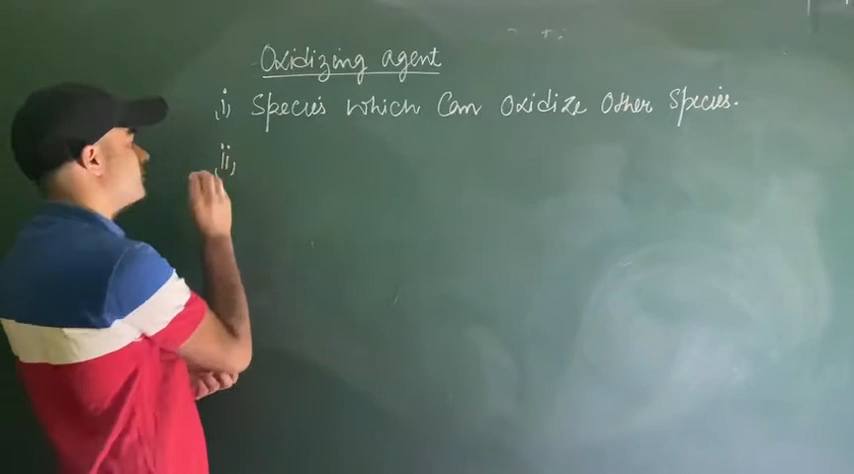 Oxidizing agent
i) Species which Can Oxidize Other Species.
ii)